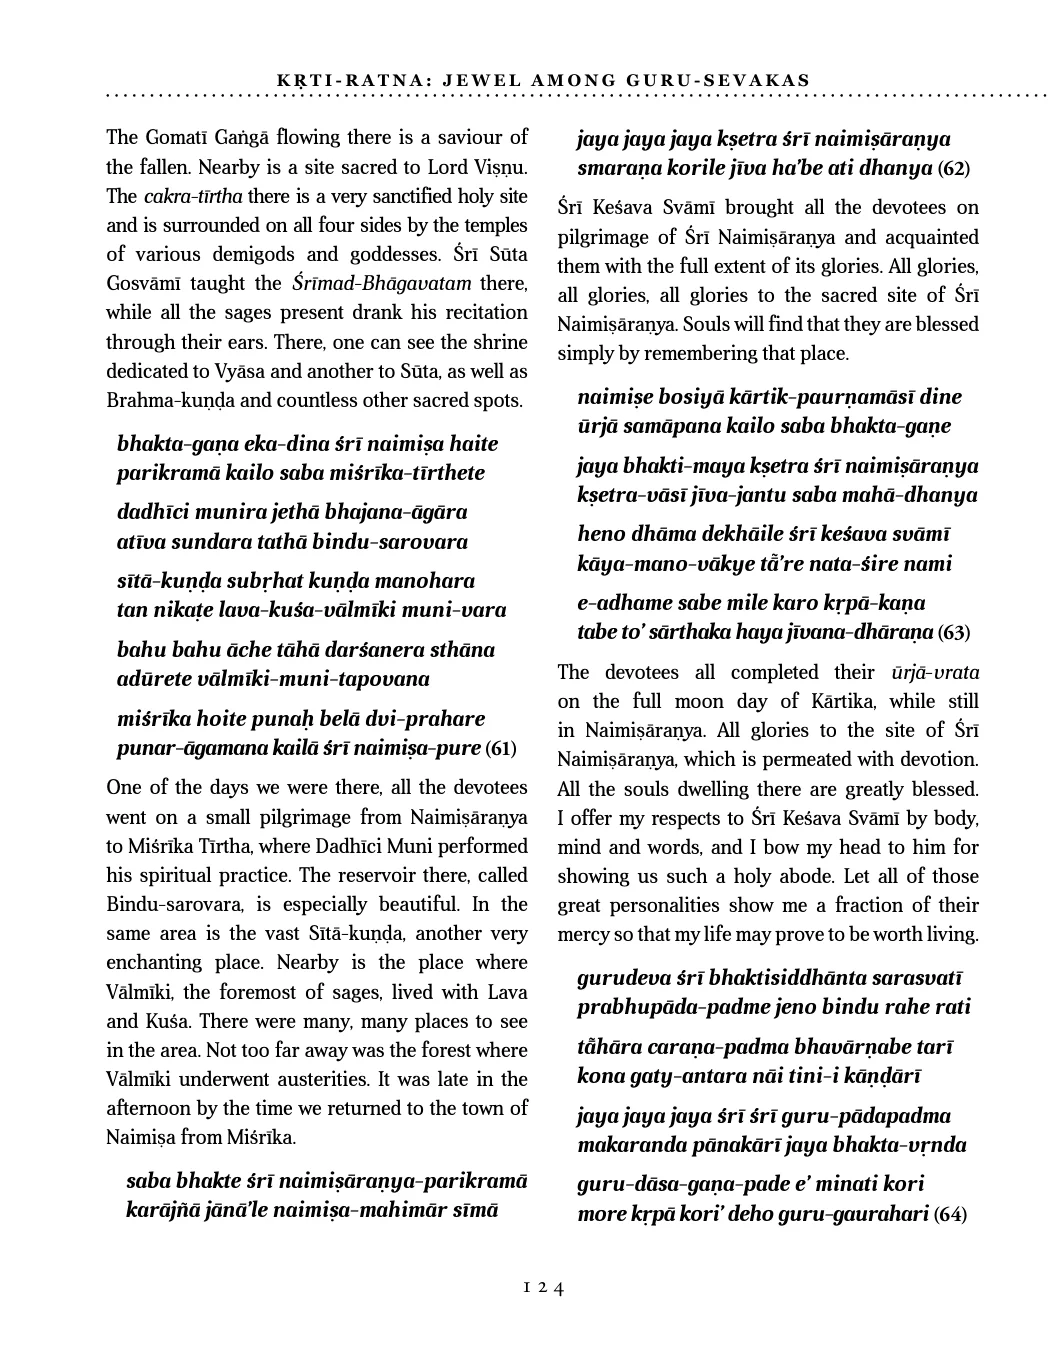 KṚTI-RATNA: JEWEL AMONG GURU-SEVAKAS
The Gomatī Gaṅgā flowing there is a saviour of
the fallen. Nearby is a site sacred to Lord Viṣṇu.
The cakra-tīrtha there is a very sanctified holy site
and is surrounded on all four sides by the temples
of various demigods and goddesses. Śrī Sūta
Gosvāmī taught the Śrīmad-Bhāgavatam there,
while all the sages present drank his recitation
through their ears. There, one can see the shrine
dedicated to Vyāsa and another to Sūta, as well as
Brahma-kuṇḍa and countless other sacred spots.
bhakta-gaṇa eka-dina śrī naimiṣa haite
parikramā kailo saba miśrīka-tīrthete
dadhīci munira jethā bhajana-āgāra
atīva sundara tathā bindu-sarovara
sītā-kuṇḍa subṛhat kuṇḍa manohara
tan nikaṭe lava-kuśa-vālmīki muni-vara
bahu bahu āche tāhā darśanera sthāna
adūrete vālmīki-muni-tapovana
miśrīka hoite punaḥ belā dvi-prahare
punar-āgamana kailā śrī naimiṣa-pure (61)
One of the days we were there, all the devotees
went on a small pilgrimage from Naimiṣāraṇya
to Miśrīka Tīrtha, where Dadhīci Muni performed
his spiritual practice. The reservoir there, called
Bindu-sarovara, is especially beautiful. In the
same area is the vast Sītā-kuṇḍa, another very
enchanting place. Nearby is the place where
Vālmīki, the foremost of sages, lived with Lava
and Kuśa. There were many, many places to see
in the area. Not too far away was the forest where
Vālmīki underwent austerities. It was late in the
afternoon by the time we returned to the town of
Naimiṣa from Miśrīka.
saba bhakte śrī naimiṣāraṇya-parikramā
karājñā jānā'le naimiṣa-mahimār sīmā
jaya jaya jaya kṣetra śrī naimiṣāraṇya
smaraṇa korile jīva ha'be ati dhanya (62)
Śrī Keśava Svāmī brought all the devotees on
pilgrimage of Śrī Naimiṣāraṇya and acquainted
them with the full extent of its glories. All glories,
all glories, all glories to the sacred site of Śrī
Naimiṣāraṇya. Souls will find that they are blessed
simply by remembering that place.
naimiṣe bosiyā kārtik-paurṇamāsī dine
ūrjā samāpana kailo saba bhakta-gaṇe
jaya bhakti-maya kṣetra śrī naimiṣāraṇya
kṣetra-vāsī jīva-jantu saba mahā-dhanya
heno dhāma dekhāile śrī keśava svāmī
kāya-mano-vākye tā̃'re nata-śire nami
e-adhame sabe mile karo kṛpā-kaṇa
tabe to' sārthaka haya jīvana-dhāraṇa (63)
The devotees all completed their ūrjā-vrata
on the full moon day of Kārtika, while still
in Naimiṣāraṇya. All glories to the site of Śrī
Naimiṣāraṇya, which is permeated with devotion.
All the souls dwelling there are greatly blessed.
I offer my respects to Śrī Keśava Svāmī by body,
mind and words, and I bow my head to him for
showing us such a holy abode. Let all of those
great personalities show me a fraction of their
mercy so that my life may prove to be worth living.
gurudeva śrī bhaktisiddhānta sarasvatī
prabhupāda-padme jeno bindu rahe rati
tā̃hāra caraṇa-padma bhavārṇabe tarī
kona gaty-antara nāi tini-i kāṇḍārī
jaya jaya jaya śrī śrī guru-pādapadma
makaranda pānakārī jaya bhakta-vṛnda
guru-dāsa-gaṇa-pade e' minati kori
more kṛpā kori' deho guru-gaurahari (64)
124